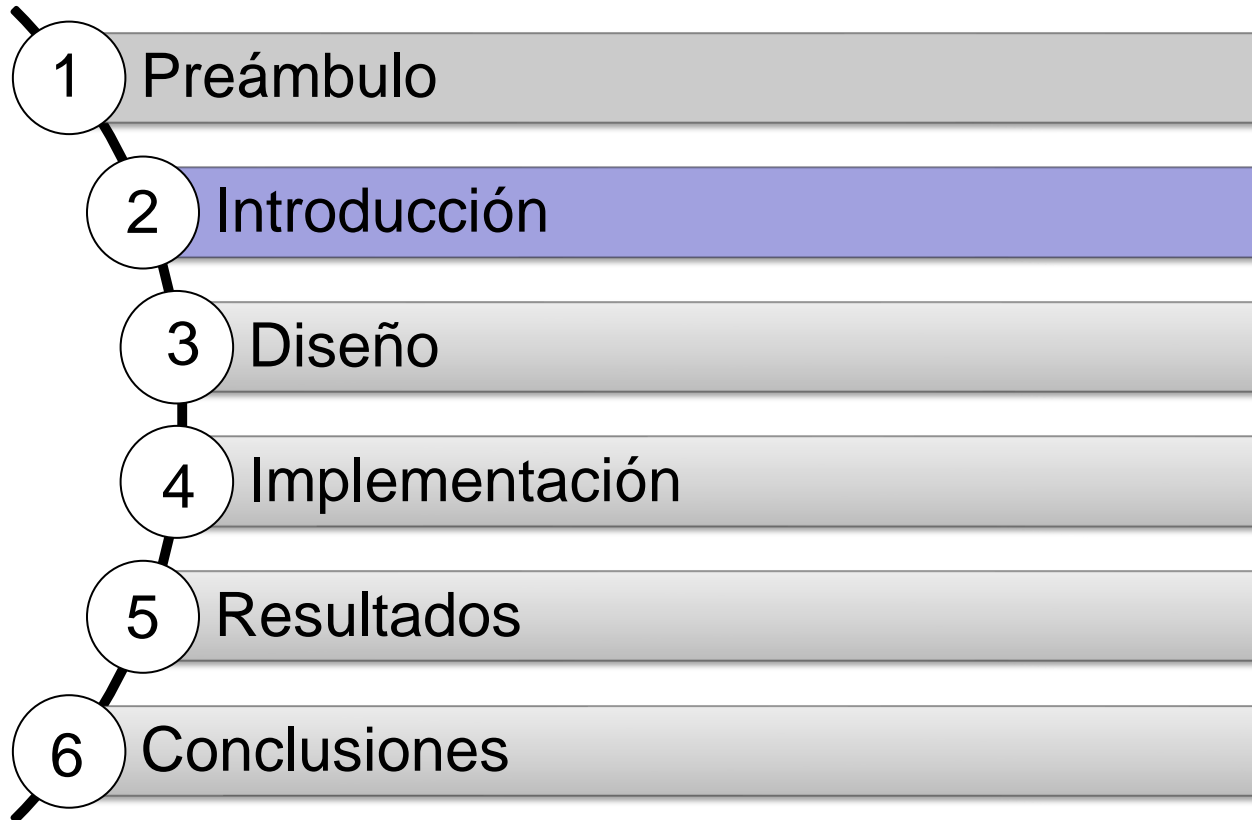 1 Preámbulo
2 Introducción
3 Diseño
4 Implementación
5 Resultados
6 Conclusiones